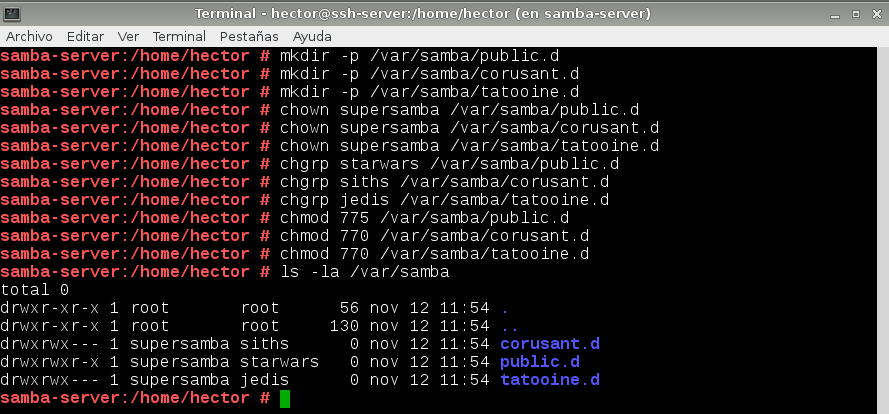 Terminal - hector@ssh-server:/home/hector (en samba-server)
Archivo Editar Ver Terminal Pestañas Ayuda
samba-server:/home/hector # mkdir -p /var/samba/public.d
samba-server:/home/hector # mkdir -p /var/samba/corusant.d
samba-server:/home/hector # mkdir -p /var/samba/tatooine.d
samba-server:/home/hector # chown supersamba /var/samba/public.d
samba-server:/home/hector # chown supersamba /var/samba/corusant.d
samba-server:/home/hector # chown supersamba /var/samba/tatooine.d
samba-server:/home/hector # chgrp starwars /var/samba/public.d
samba-server:/home/hector # chgrp siths /var/samba/corusant.d
samba-server:/home/hector # chgrp jedis /var/samba/tatooine.d
samba-server:/home/hector # chmod 775 /var/samba/public.d
samba-server:/home/hector # chmod 770 /var/samba/corusant.d
samba-server:/home/hector # chmod 770 /var/samba/tatooine.d
samba-server:/home/hector # ls -la /var/samba
total 0
drwxr-xr-x 1 root       root      56 nov 12 11:54 .
drwxr-xr-x 1 root       root     130 nov 12 11:54 ..
drwxrwx--- 1 supersamba siths      0 nov 12 11:54 corusant.d
drwxrwxr-x 1 supersamba starwars   0 nov 12 11:54 public.d
drwxrwx--- 1 supersamba jedis      0 nov 12 11:54 tatooine.d
samba-server:/home/hector #